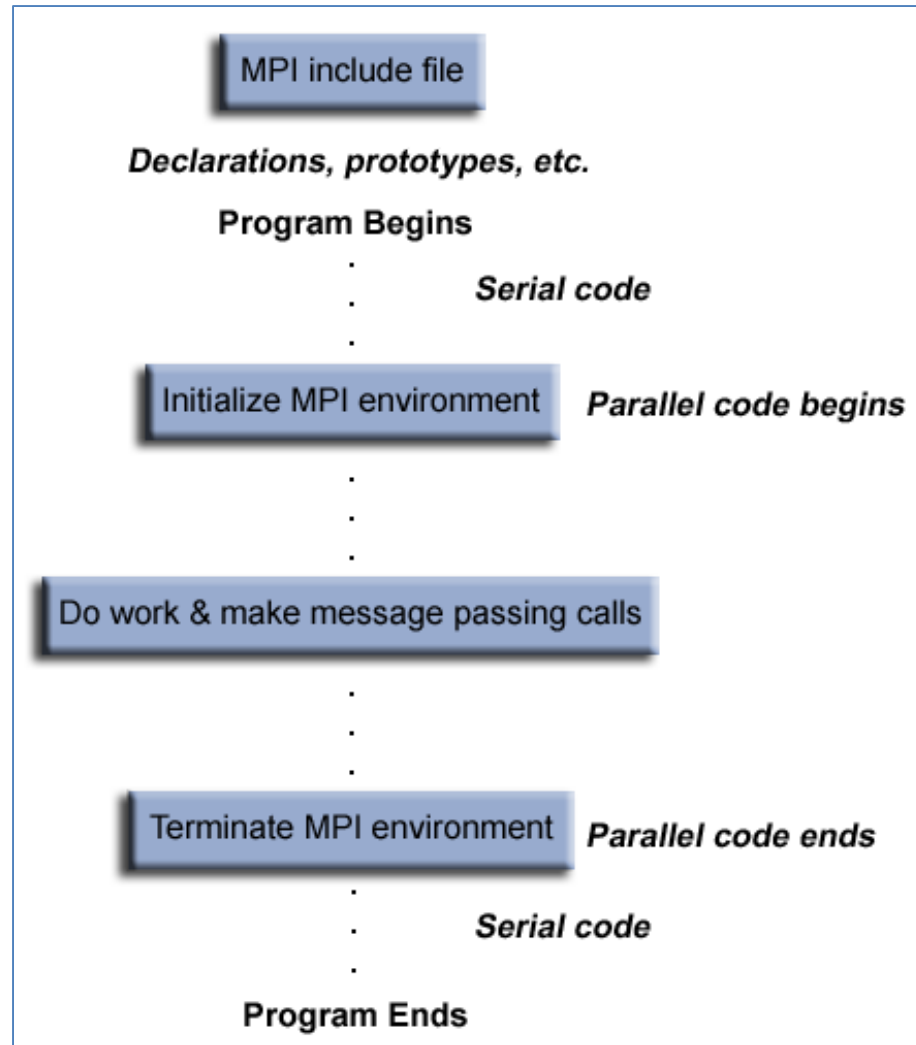 MPI include file
Declarations, prototypes, etc.
Program Begins
Serial code
Initialize MPI environment
Parallel code begins
Do work & make message passing calls
Terminate MPI environment
Parallel code ends
Serial code
Program Ends